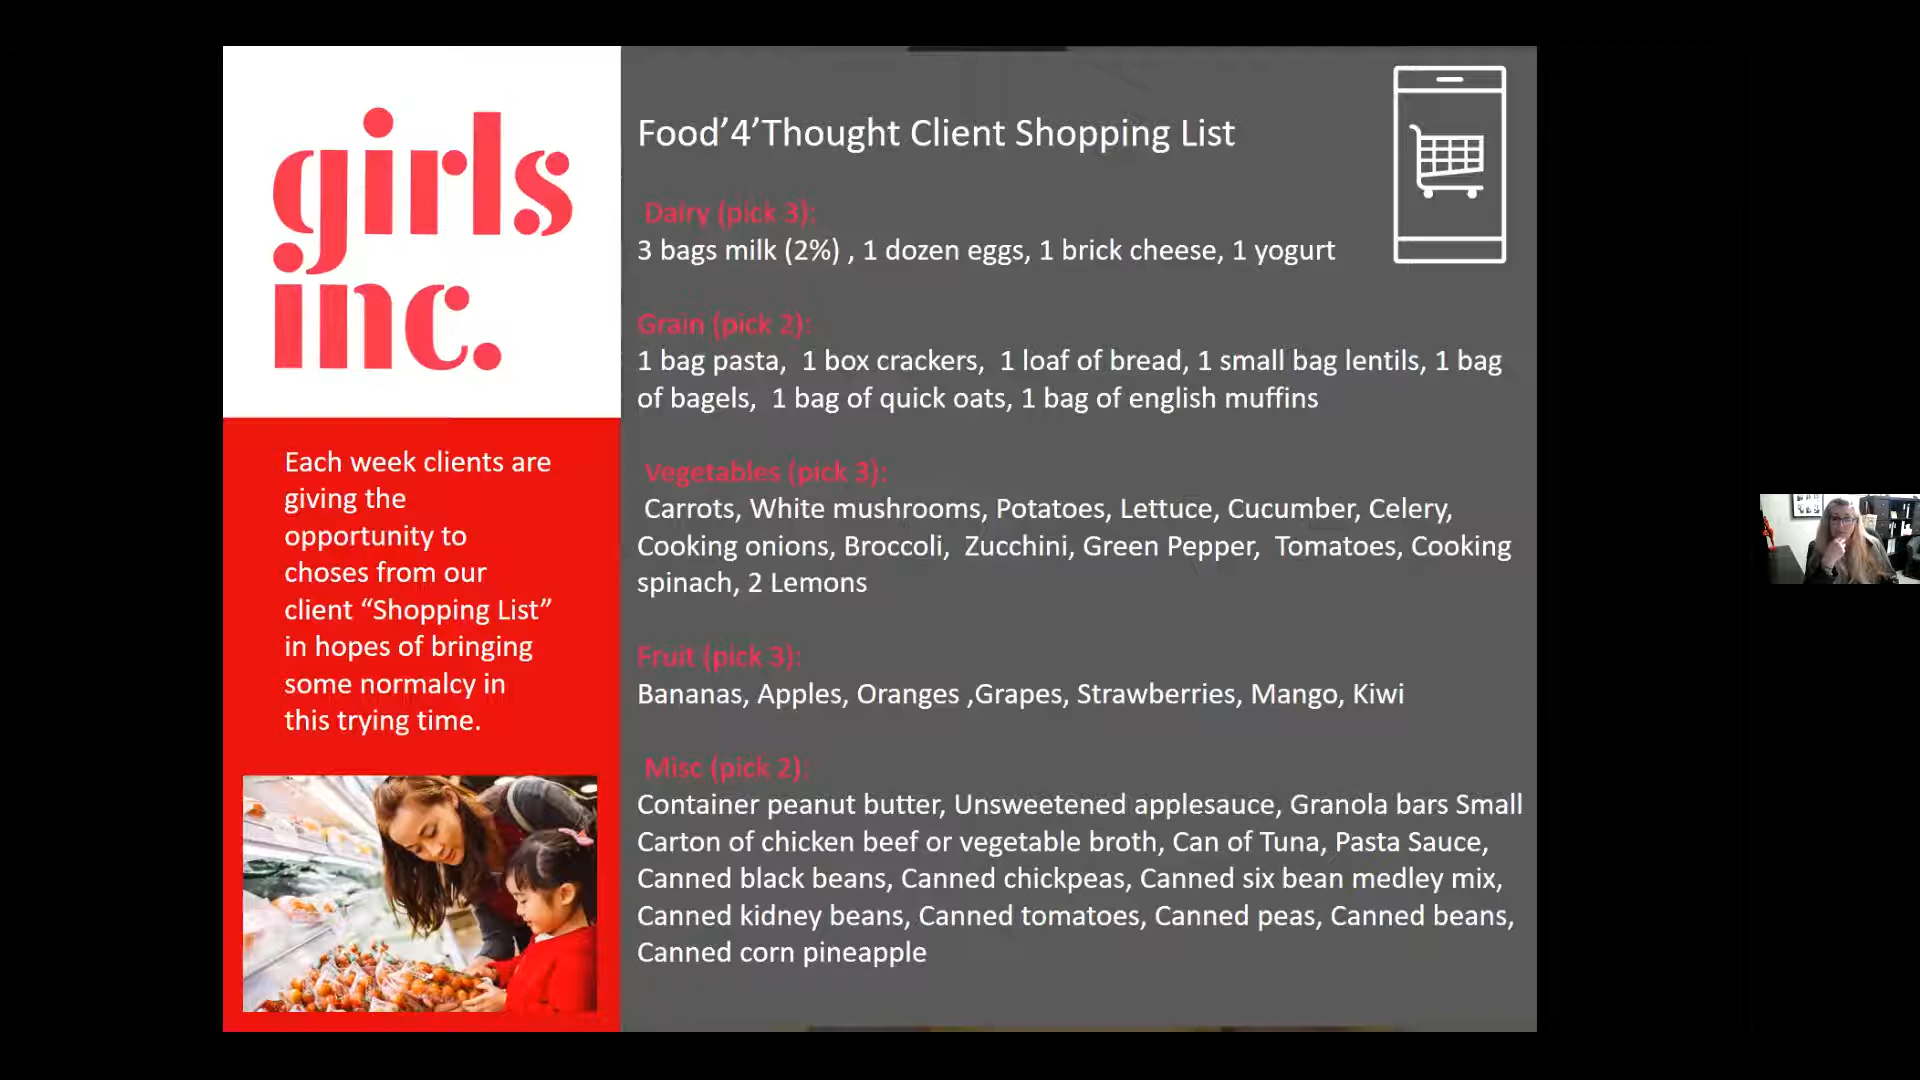 girls
inc.
Each week clients are
giving the
opportunity to
choses from our
client “Shopping List”
in hopes of bringing
some normalcy in
this trying time.
Food’4’Thought Client Shopping List
Dairy (pick 3):
3 bags milk (2%) , 1 dozen eggs, 1 brick cheese, 1 yogurt
Grain (pick 2):
1 bag pasta,  1 box crackers,  1 loaf of bread, 1 small bag lentils, 1 bag
of bagels,  1 bag of quick oats, 1 bag of english muffins
Vegetables (pick 3):
Carrots, White mushrooms, Potatoes, Lettuce, Cucumber, Celery,
Cooking onions, Broccoli,  Zucchini, Green Pepper,  Tomatoes, Cooking
spinach, 2 Lemons
Fruit (pick 3):
Bananas, Apples, Oranges ,Grapes, Strawberries, Mango, Kiwi
Misc (pick 2):
Container peanut butter, Unsweetened applesauce, Granola bars Small
Carton of chicken beef or vegetable broth, Can of Tuna, Pasta Sauce,
Canned black beans, Canned chickpeas, Canned six bean medley mix,
Canned kidney beans, Canned tomatoes, Canned peas, Canned beans,
Canned corn pineapple